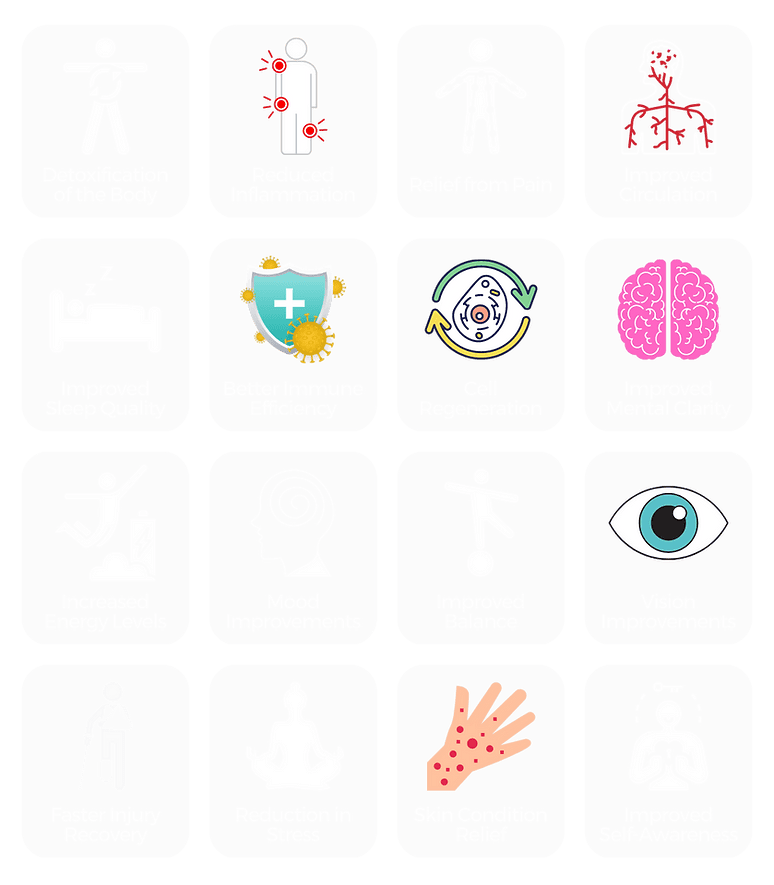 Detoxification
of the Body
Reduced
Inflammation
Relief from Pain
Improved
Circulation
Improved
Sleep Quality
Better Immune
Efficiency
Cell
Regeneration
Improved
Mental Clarity
Increased
Energy Levels
Mood
Improvements
Improved
Balance
Vision
Improvements
Faster Injury
Recovery
Reduction in
Stress
Skin Condition
Relief
Improved
Self Awareness